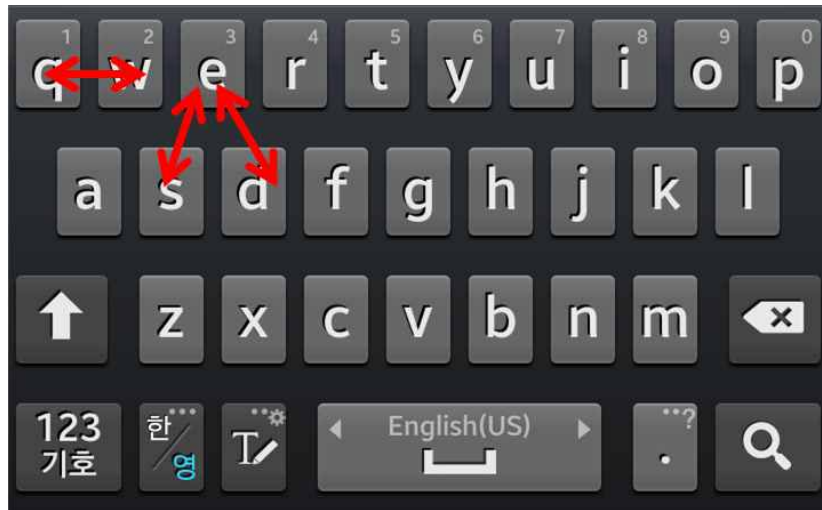 1 2 3 4 5 6 7 8 9 0
q w e r t y u i o p
a s d f g h j k l
z x c v b n m
123 한 English(US) ...?
기호 영 T .